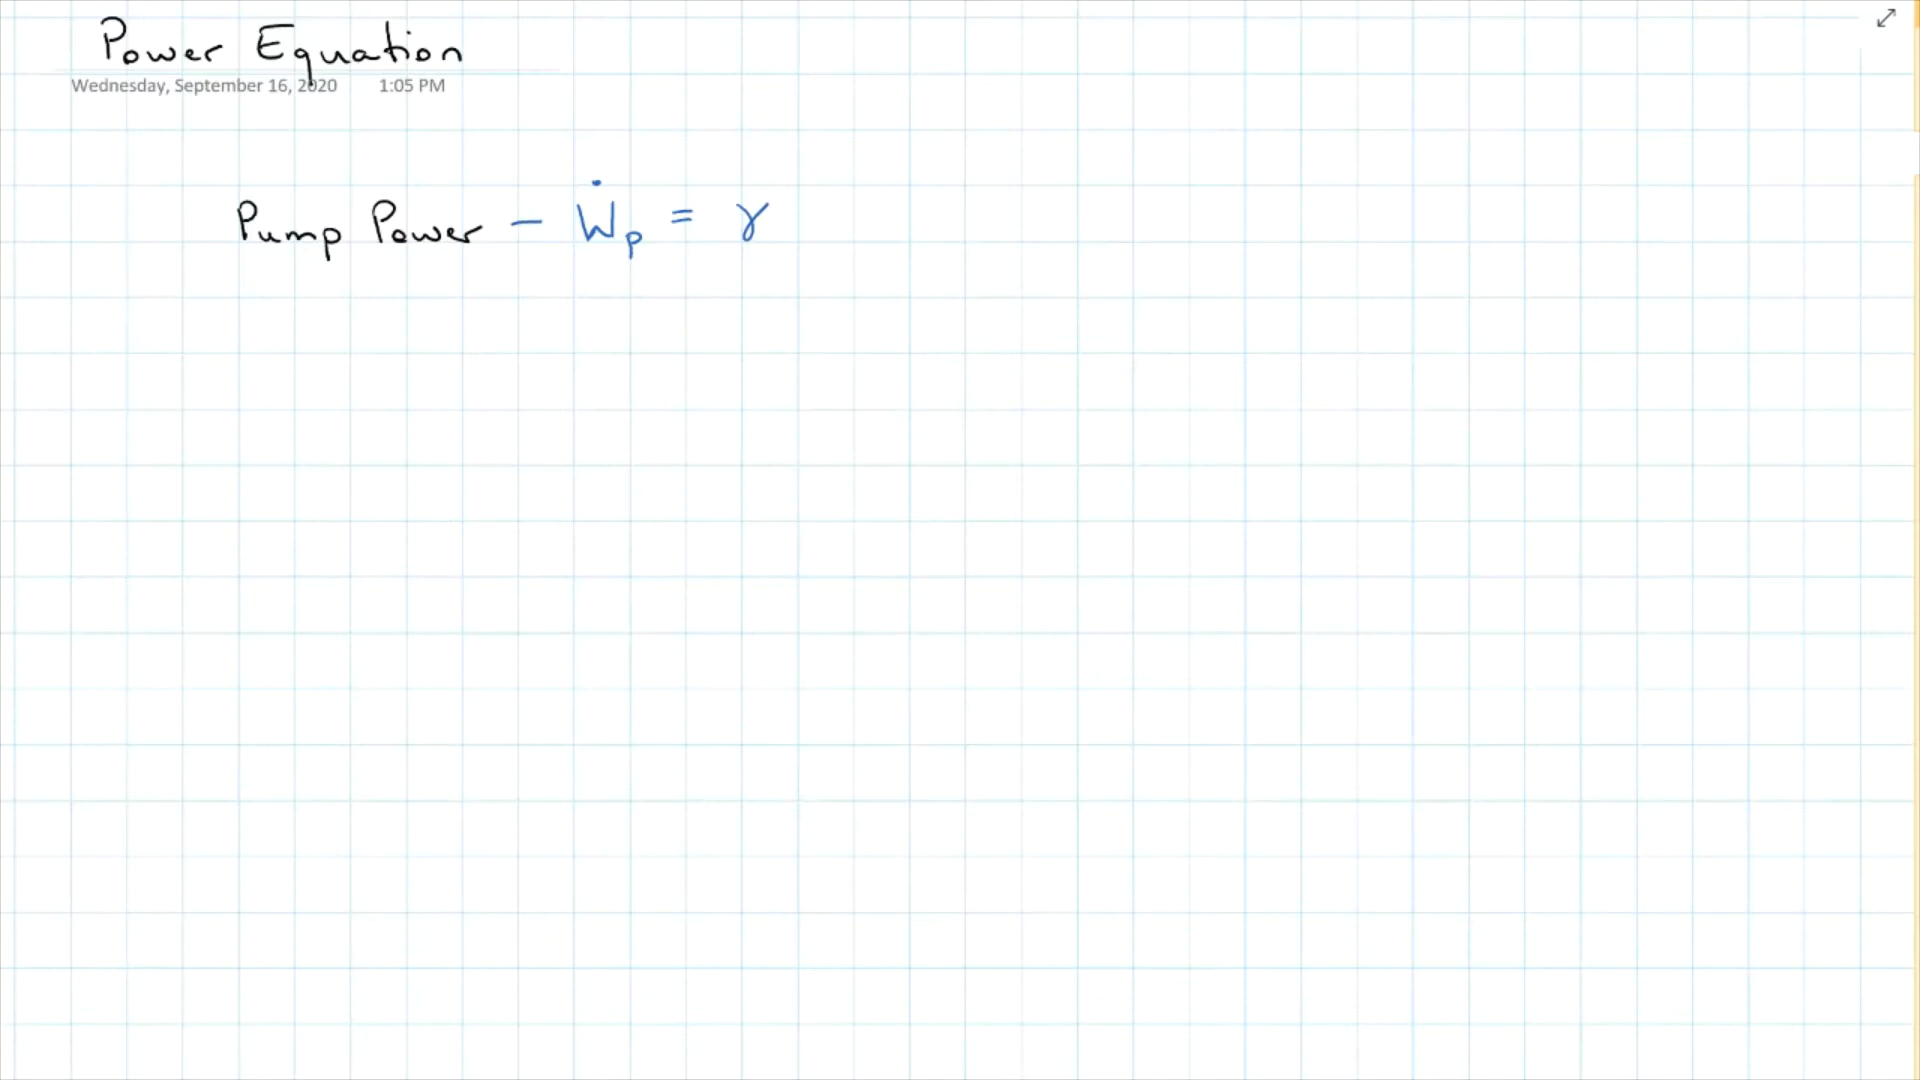 Power Equation
Wednesday, September 16, 2020 1:05 PM
Pump Power - Ẇp = γ